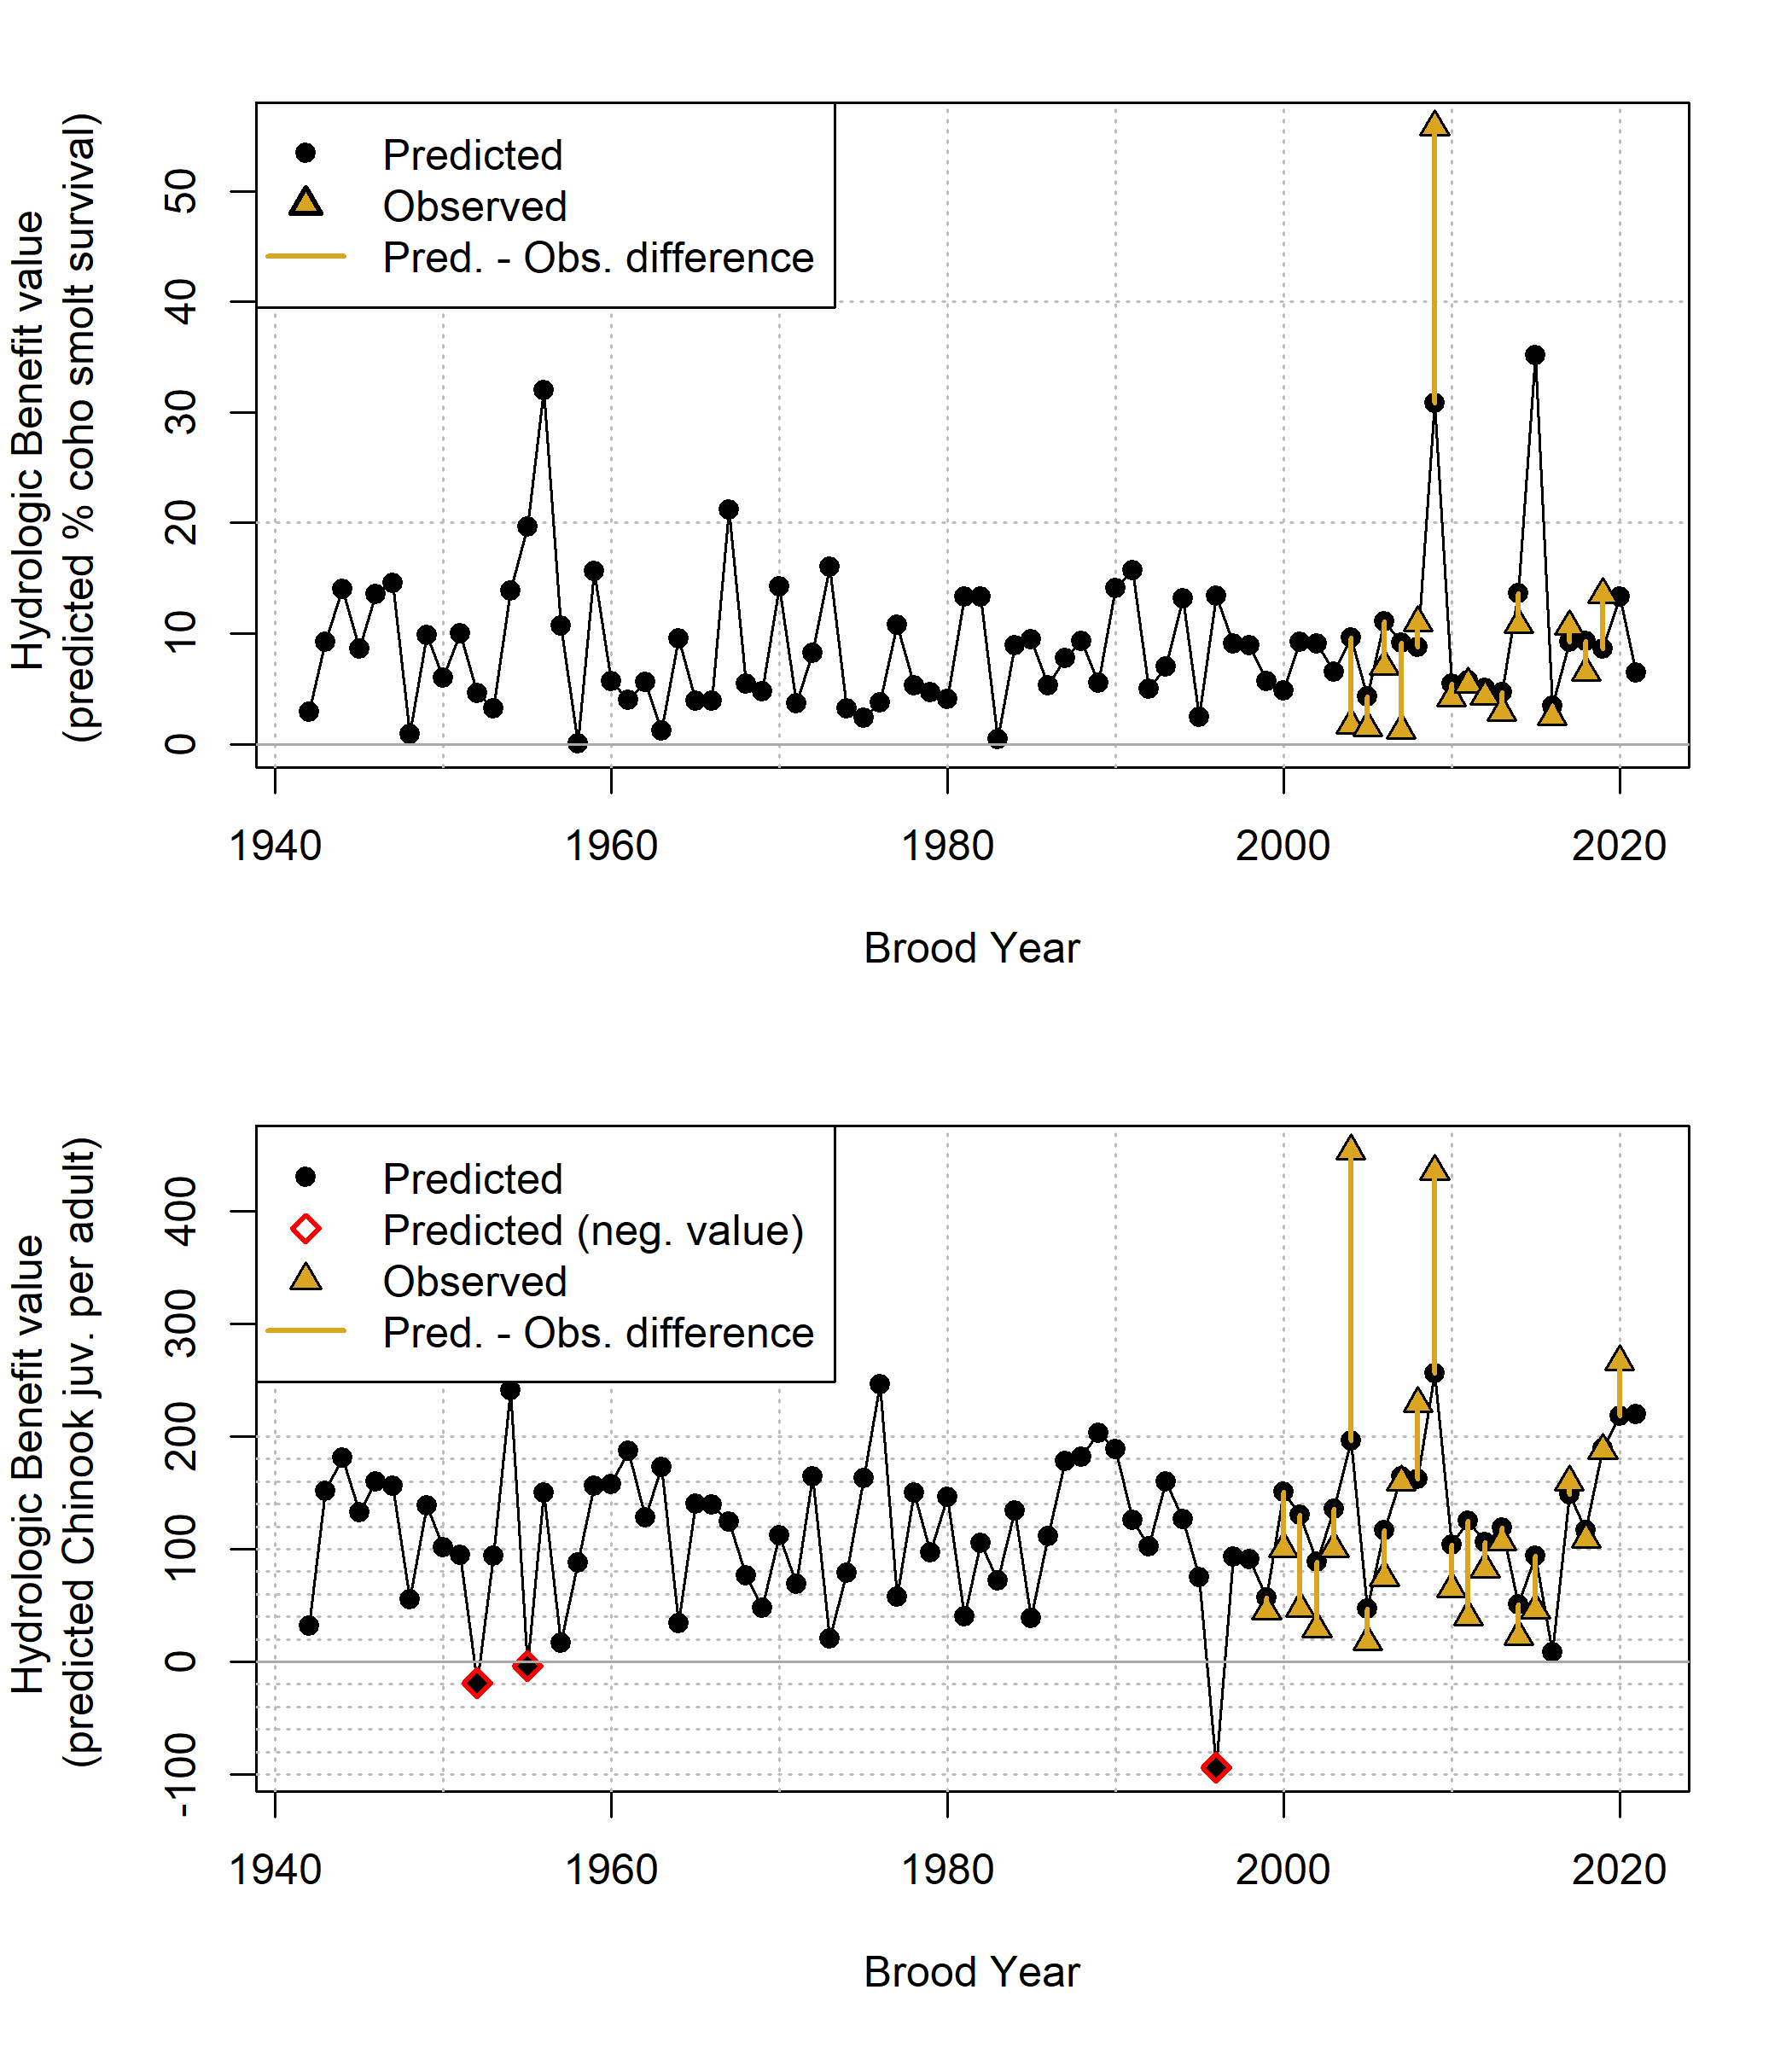 Hydrologic Benefit value
(predicted % coho smolt survival)
Predicted
Observed
Pred. - Obs. difference
50
40
30
20
10
0
1940 1960 1980 2000 2020
Brood Year
Hydrologic Benefit value
(predicted Chinook juv. per adult)
Predicted
Predicted (neg. value)
Observed
Pred. - Obs. difference
400
300
200
100
0
-100
1940 1960 1980 2000 2020
Brood Year